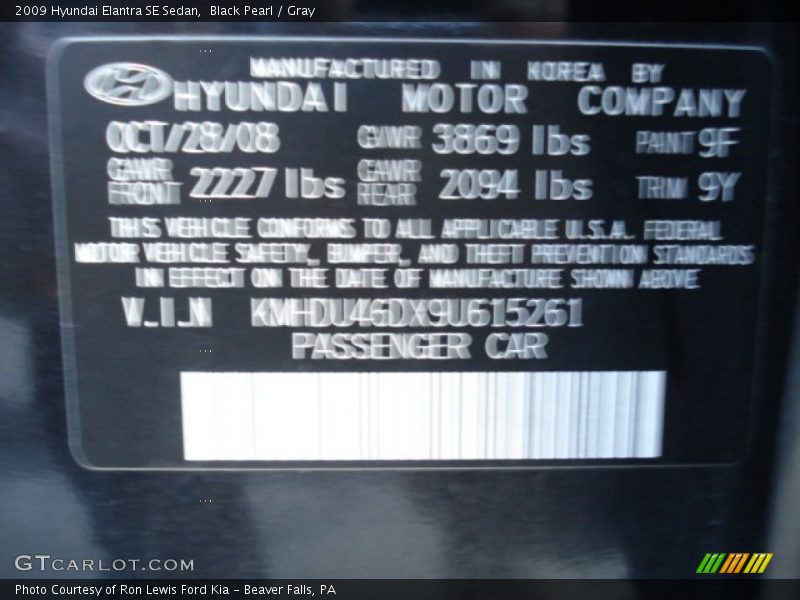 2009 Hyundai Elantra SE Sedan,  Black Pearl / Gray
MANUFACTURED IN KOREA BY
HYUNDAI MOTOR COMPANY
OCT/28/08 GVWR 3869 lbs PAINT 9F
GAWR FRONT 2227 lbs GAWR REAR 2094 lbs TRIM 9Y
THIS VEHICLE CONFORMS TO ALL APPLICABLE U.S.A. FEDERAL
MOTOR VEHICLE SAFETY, BUMPER, AND THEFT PREVENTION STANDARDS
IN EFFECT ON THE DATE OF MANUFACTURE SHOWN ABOVE
V.I.N KMHDU46DX9U615261
PASSENGER CAR
GTCARLOT.COM
Photo Courtesy of Ron Lewis Ford Kia - Beaver Falls, PA